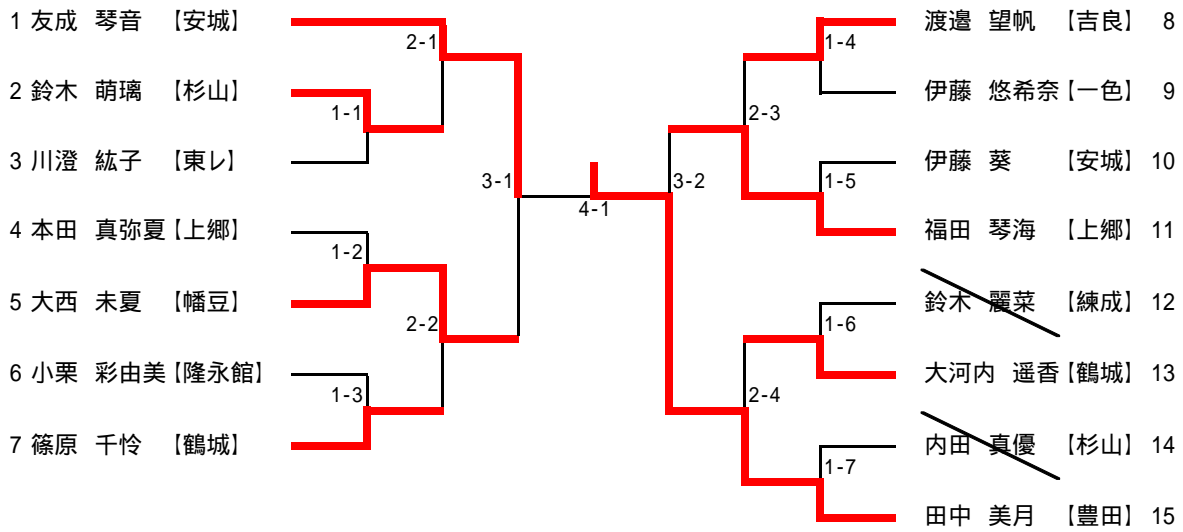 1 友成 琴音 【安城】
2-1
2 鈴木 萌璃 【杉山】
1-1
3 川澄 紘子 【東レ】
3-1
4 本田 真弥夏【上郷】
1-2
5 大西 未夏 【幡豆】
2-2
6 小栗 彩由美【隆永館】
1-3
7 篠原 千怜 【鶴城】
4-1
渡邉 望帆 【吉良】 8
1-4
伊藤 悠希奈【一色】 9
2-3
伊藤 葵 【安城】 10
3-2
1-5
福田 琴海 【上郷】 11
鈴木 麗菜 【練成】 12
1-6
大河内 遥香【鶴城】 13
2-4
内田 真優 【杉山】 14
1-7
田中 美月 【豊田】 15